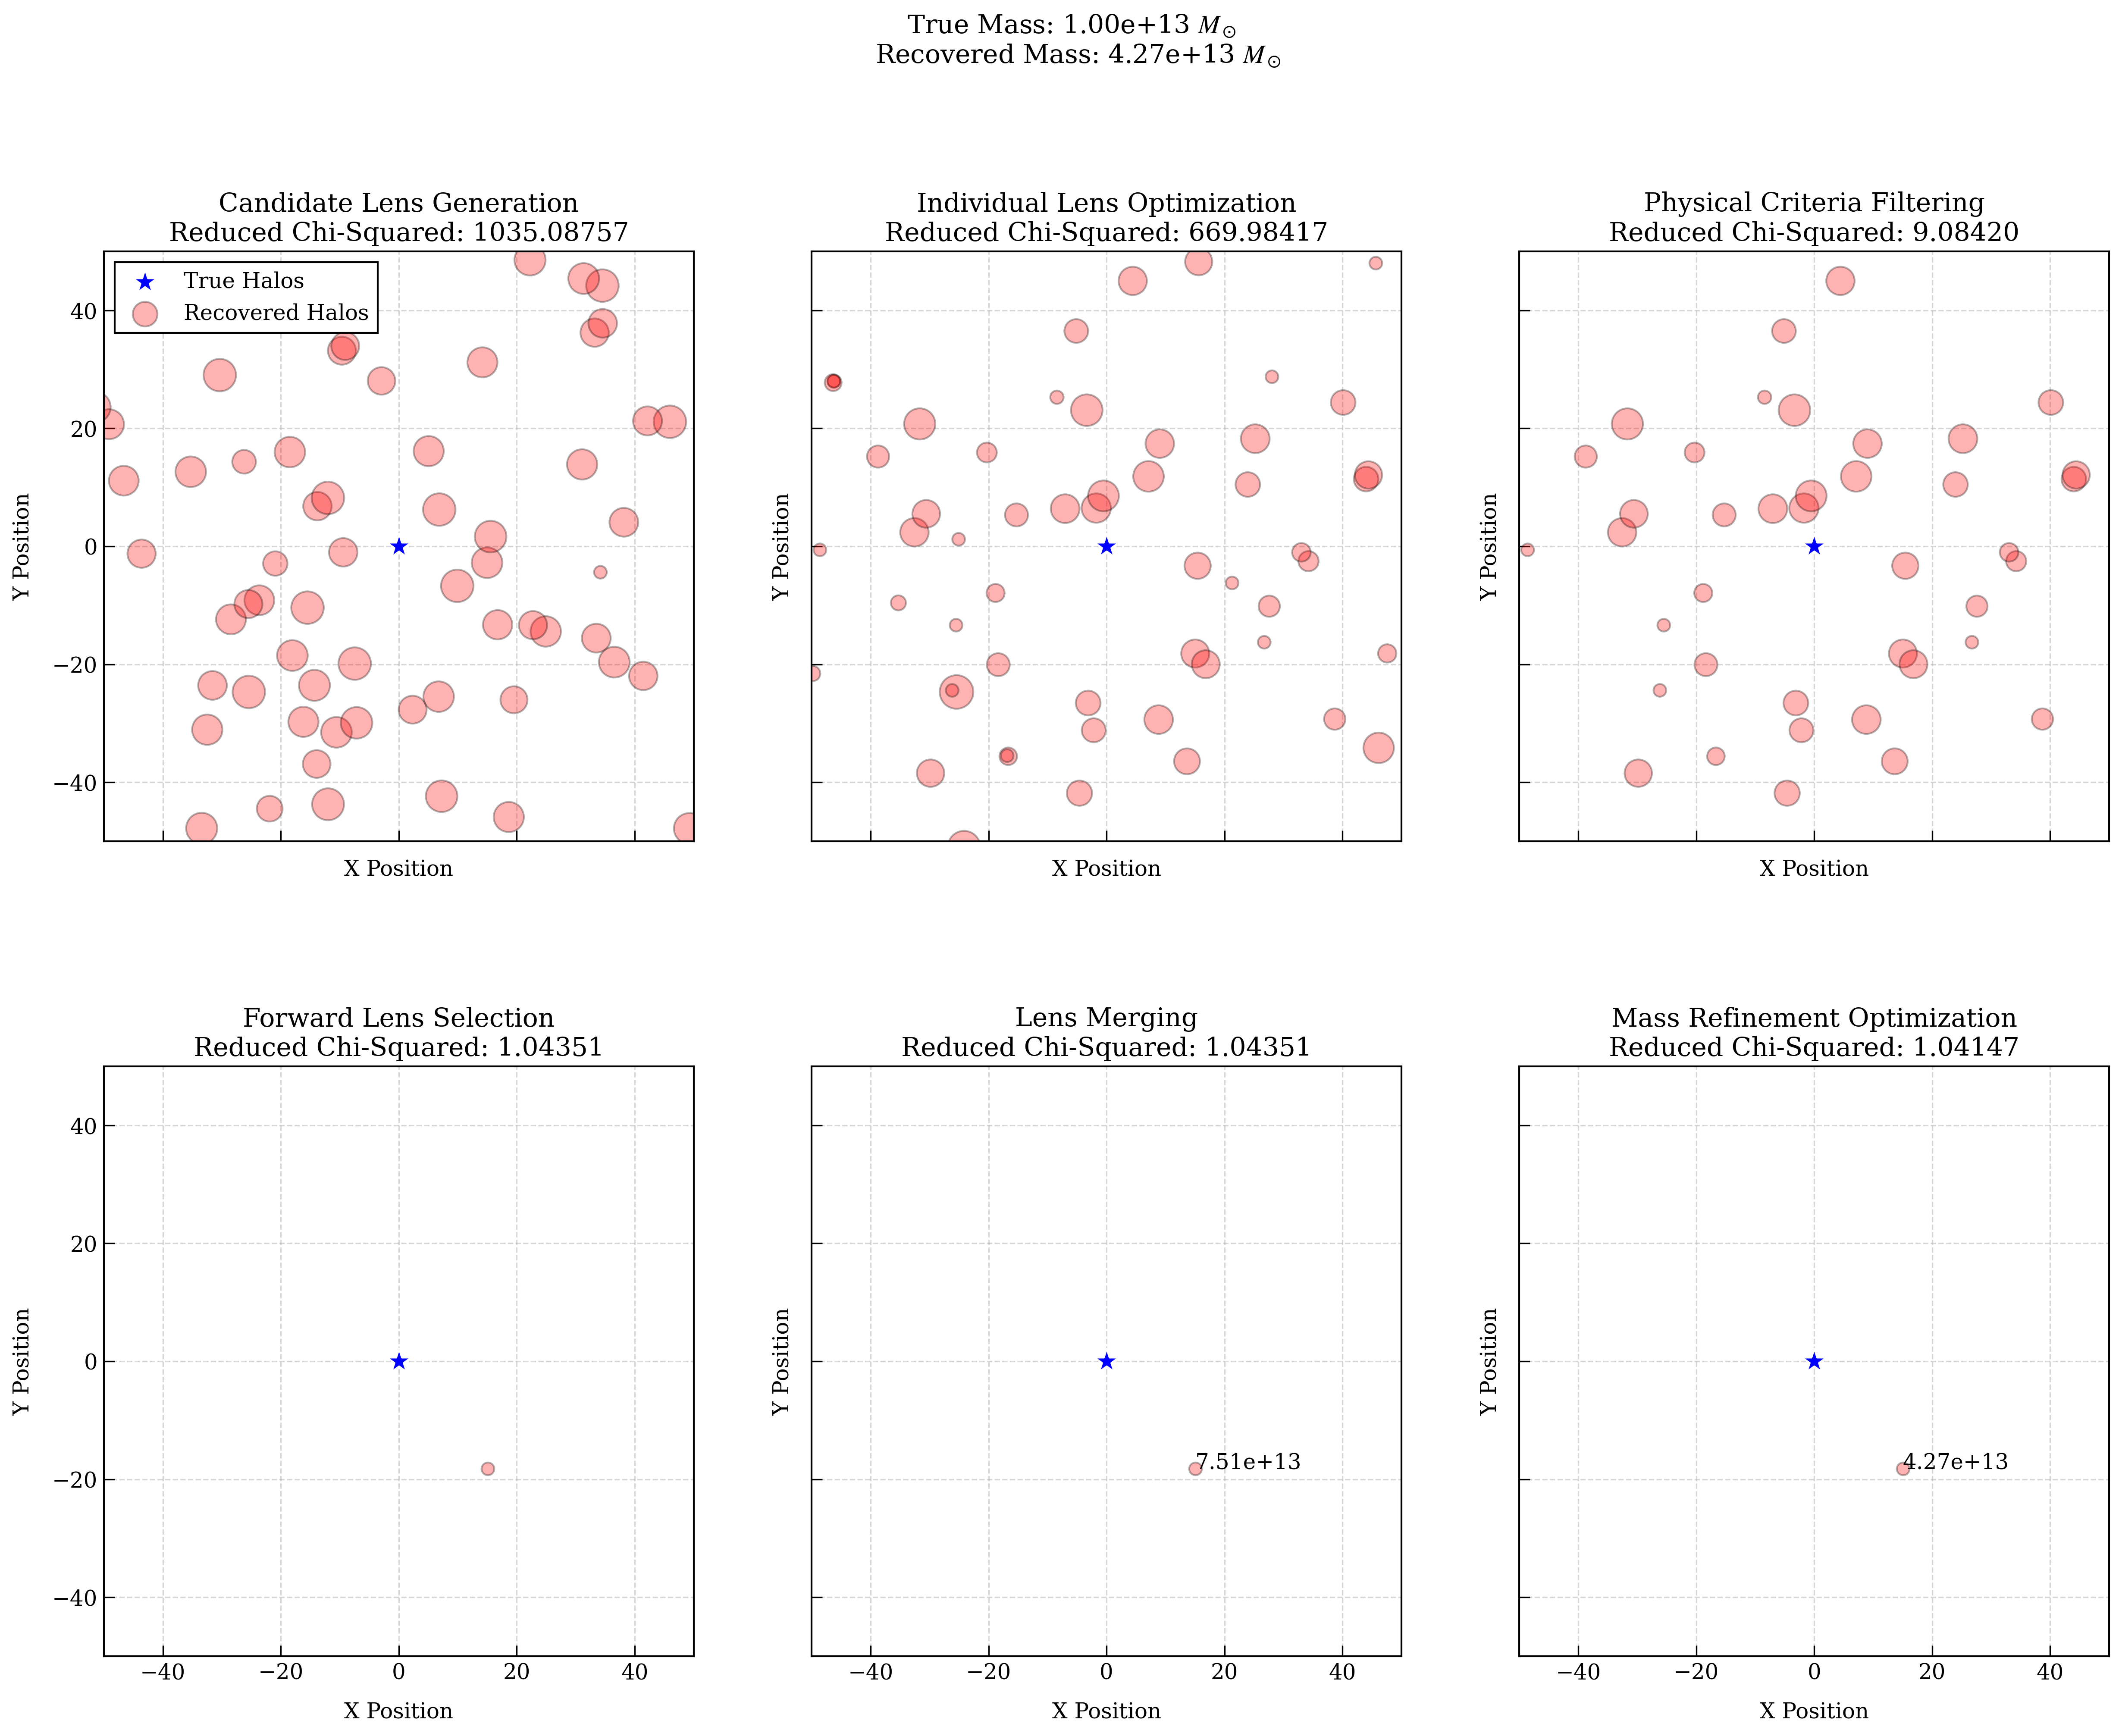 True Mass: 1.00e+13 M⊙
Recovered Mass: 4.27e+13 M⊙
Candidate Lens Generation
Reduced Chi-Squared: 1035.08757
True Halos
Recovered Halos
40
20
0
−20
−40
Y Position
X Position
Individual Lens Optimization
Reduced Chi-Squared: 669.98417
Y Position
X Position
Physical Criteria Filtering
Reduced Chi-Squared: 9.08420
Y Position
X Position
Forward Lens Selection
Reduced Chi-Squared: 1.04351
40
20
0
−20
−40
Y Position
−40 −20 0 20 40
X Position
Lens Merging
Reduced Chi-Squared: 1.04351
Y Position
7.51e+13
−40 −20 0 20 40
X Position
Mass Refinement Optimization
Reduced Chi-Squared: 1.04147
Y Position
4.27e+13
−40 −20 0 20 40
X Position